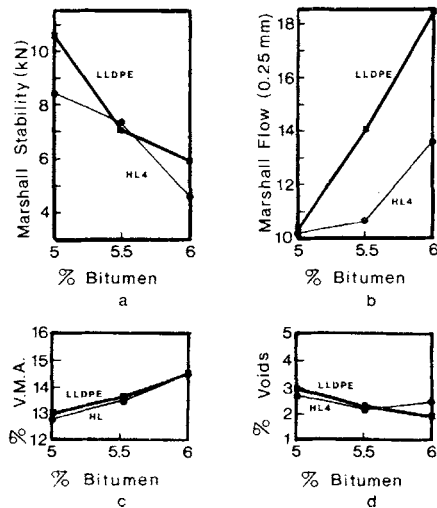 Marshall Stability (kN)
10
8
6
4
LLDPE
HL4
5
5.5
6
% Bitumen
a
Marshall Flow (0.25 mm)
18
16
14
12
10
LLDPE
HL4
5
5.5
6
% Bitumen
b
% V.M.A.
16
15
14
13
12
LLDPE
HL
5
5.5
6
% Bitumen
c
% Voids
5
4
3
2
1
LLDPE
HL4
5
5.5
6
% Bitumen
d